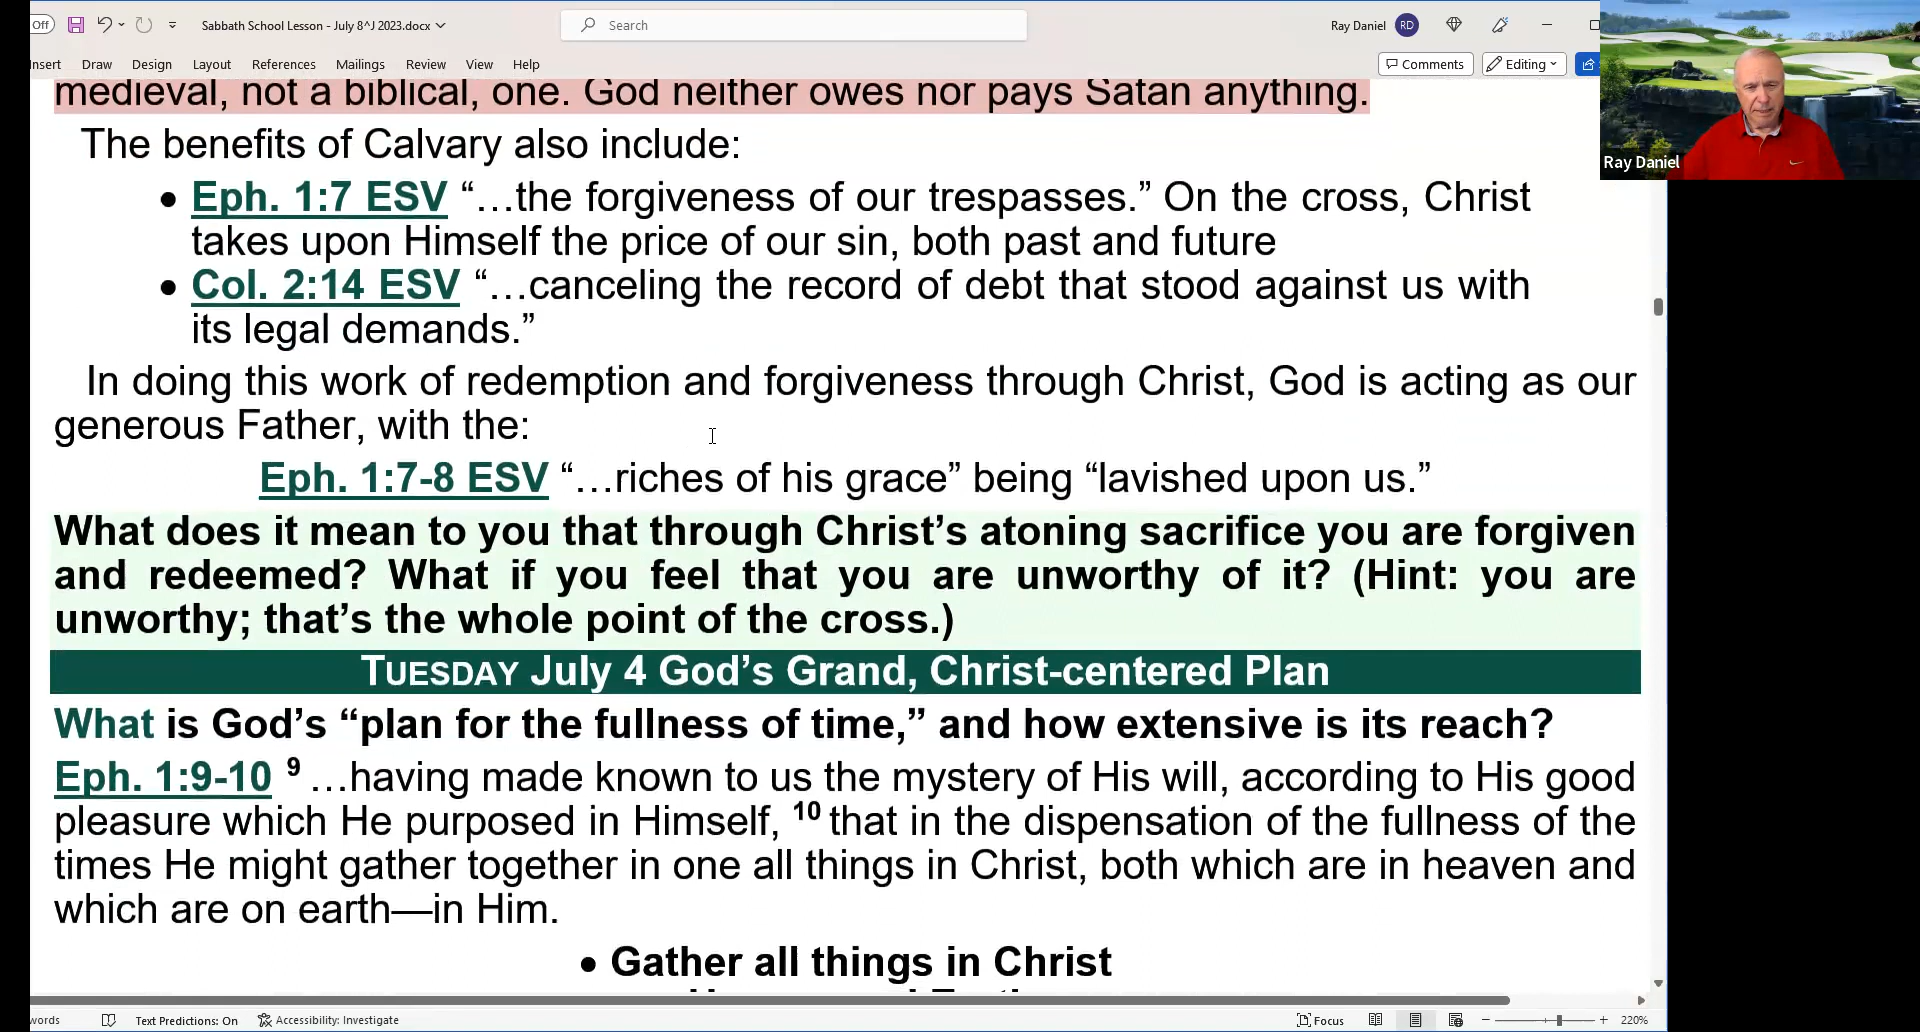 Off
Sabbath School Lesson - July 8^J 2023.docx
Search
Ray Daniel
RD
nsert Draw Design Layout References Mailings Review View Help
Comments
Editing
Ray Daniel
medieval, not a biblical, one. God neither owes nor pays Satan anything.
The benefits of Calvary also include:
• Eph. 1:7 ESV “…the forgiveness of our trespasses.” On the cross, Christ
takes upon Himself the price of our sin, both past and future
• Col. 2:14 ESV “…canceling the record of debt that stood against us with
its legal demands.”
In doing this work of redemption and forgiveness through Christ, God is acting as our
generous Father, with the:
Eph. 1:7-8 ESV “…riches of his grace” being “lavished upon us.”
What does it mean to you that through Christ’s atoning sacrifice you are forgiven
and redeemed? What if you feel that you are unworthy of it? (Hint: you are
unworthy; that’s the whole point of the cross.)
TUESDAY July 4 God’s Grand, Christ-centered Plan
What is God’s “plan for the fullness of time,” and how extensive is its reach?
Eph. 1:9-10 9 …having made known to us the mystery of His will, according to His good
pleasure which He purposed in Himself, 10 that in the dispensation of the fullness of the
times He might gather together in one all things in Christ, both which are in heaven and
which are on earth—in Him.
• Gather all things in Christ
words
Text Predictions: On
Accessibility: Investigate
Focus
220%